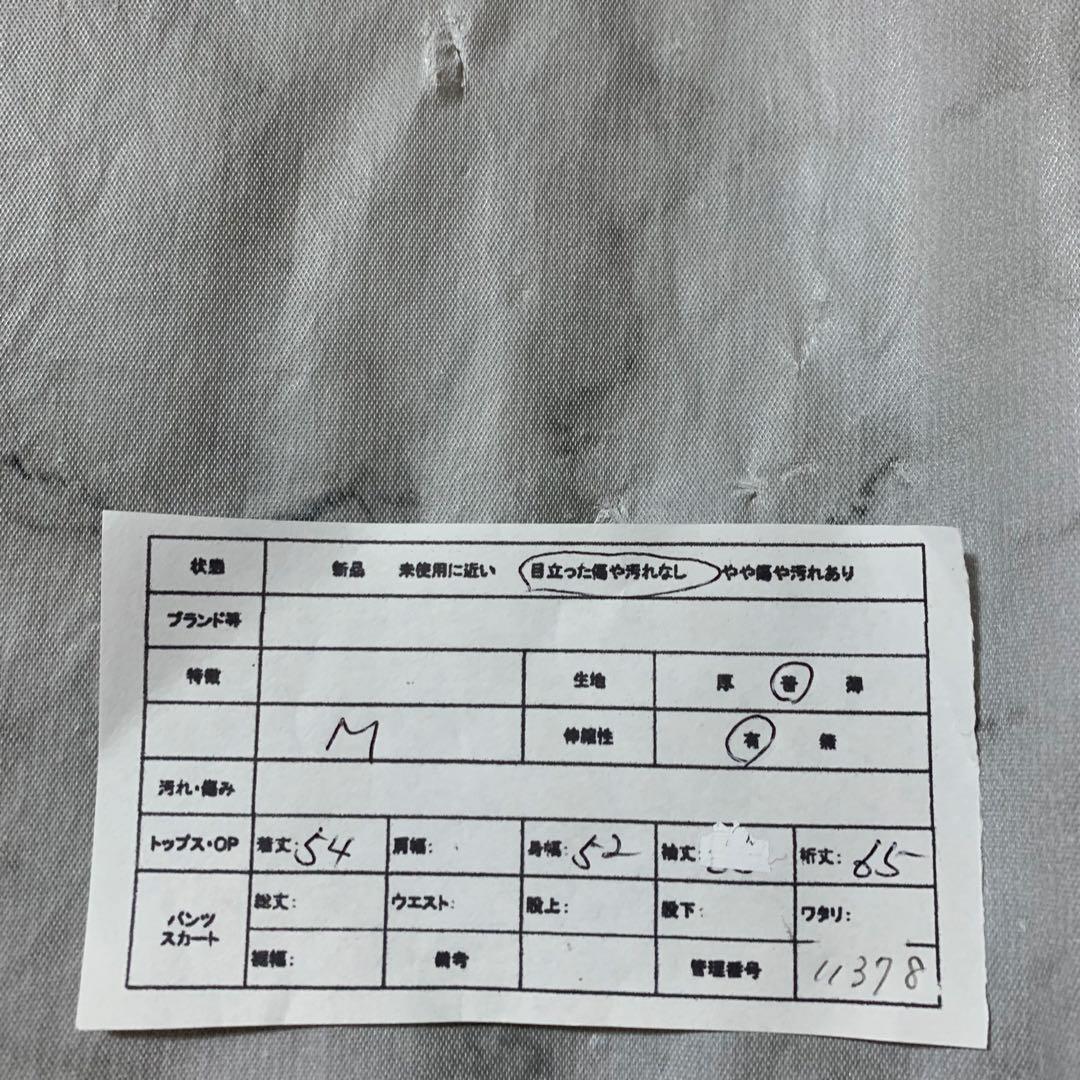 状態 新品 未使用に近い 目立った傷や汚れなし やや傷や汚れあり
ブランド等
特徴 生地 厚 普 薄
M 伸縮性 有 無
汚れ・傷み
トップス・OP 着丈:54 肩幅: 身幅:52 袖丈: 裄丈:65
パンツ スカート 総丈: ウエスト: 股上: 股下: ワタリ:
裾幅: 備考 管理番号 11378